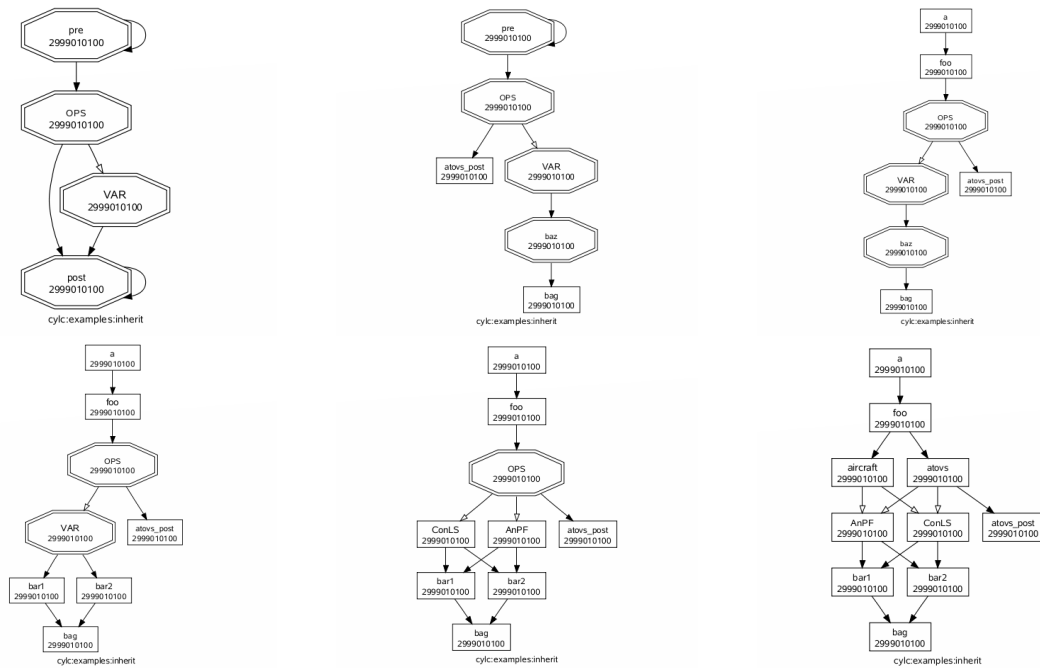 pre
2999010100
OPS
2999010100
VAR
2999010100
post
2999010100
cylc:examples:inherit
pre
2999010100
OPS
2999010100
atovs_post
2999010100
VAR
2999010100
baz
2999010100
bag
2999010100
cylc:examples:inherit
a
2999010100
foo
2999010100
OPS
2999010100
VAR
2999010100
atovs_post
2999010100
baz
2999010100
bag
2999010100
cylc:examples:inherit
a
2999010100
foo
2999010100
OPS
2999010100
VAR
2999010100
atovs_post
2999010100
bar1
2999010100
bar2
2999010100
bag
2999010100
cylc:examples:inherit
a
2999010100
foo
2999010100
OPS
2999010100
ConLS
2999010100
AnPF
2999010100
atovs_post
2999010100
bar1
2999010100
bar2
2999010100
bag
2999010100
cylc:examples:inherit
a
2999010100
foo
2999010100
aircraft
2999010100
atovs
2999010100
AnPF
2999010100
ConLS
2999010100
atovs_post
2999010100
bar1
2999010100
bar2
2999010100
bag
2999010100
cylc:examples:inherit